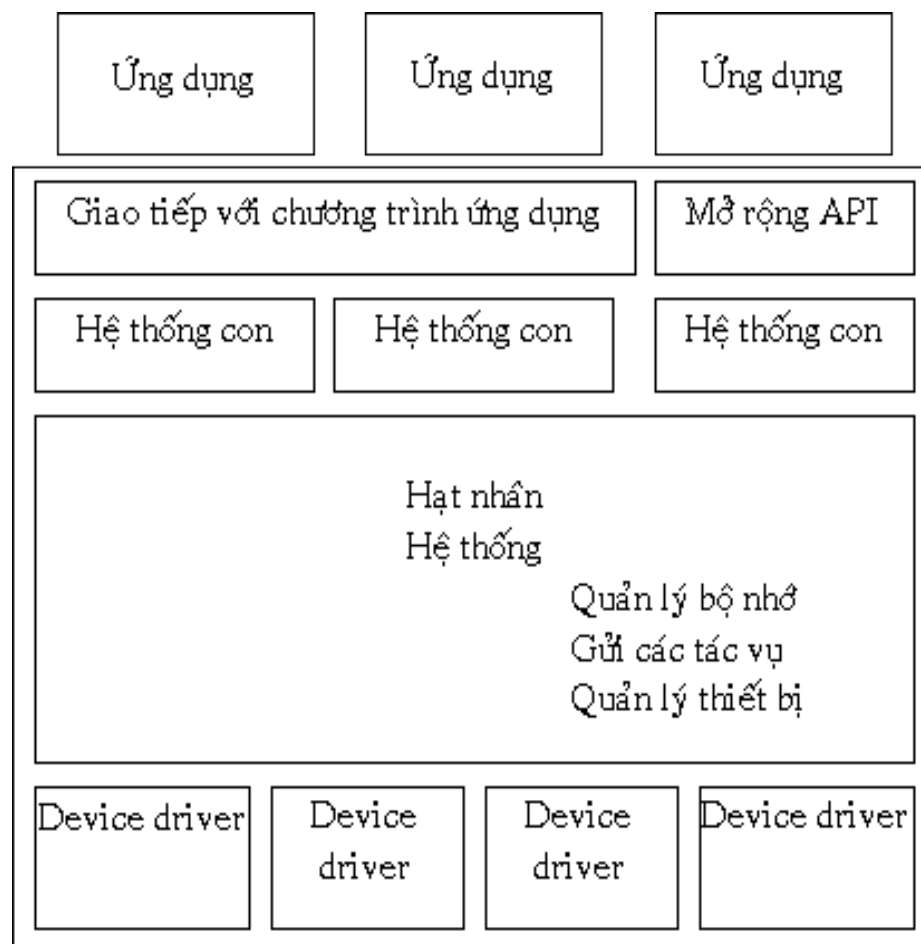 Ứng dụng
Ứng dụng
Ứng dụng
Giao tiếp với chương trình ứng dụng
Mở rộng API
Hệ thống con
Hệ thống con
Hệ thống con
Hạt nhân
Hệ thống
Quản lý bộ nhớ
Gửi các tác vụ
Quản lý thiết bị
Device driver
Device
driver
Device
driver
Device driver